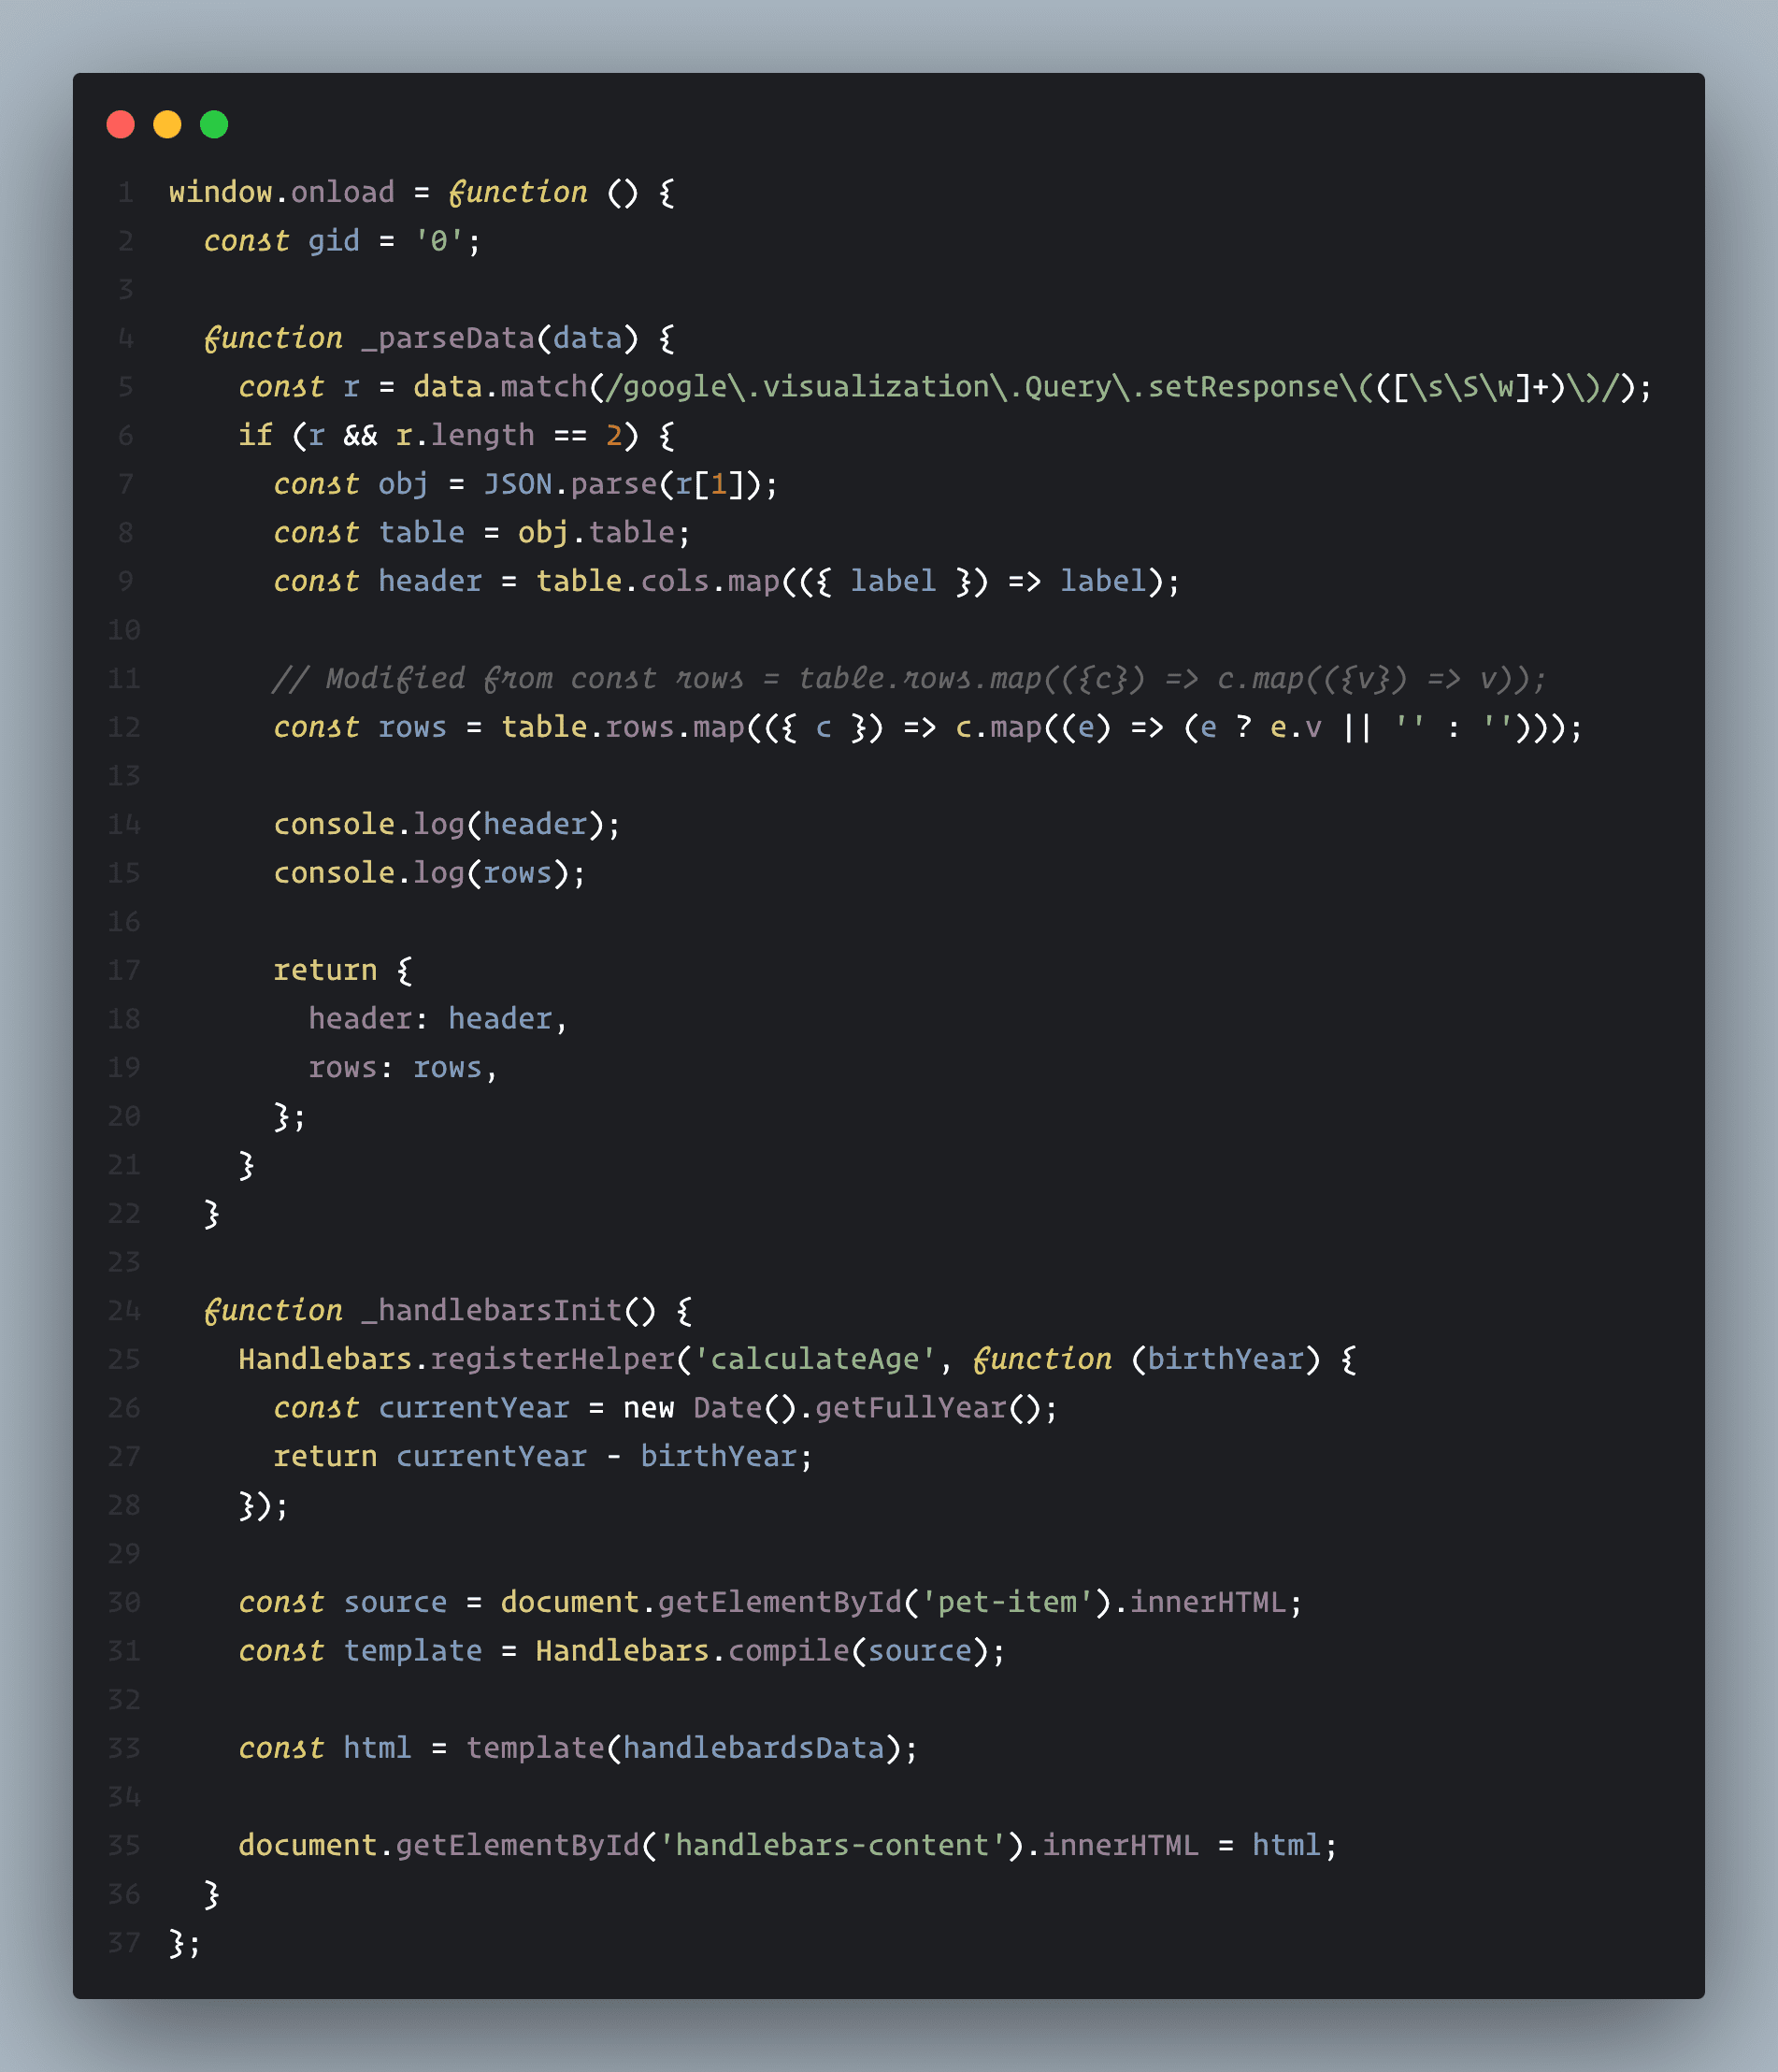 1 window.onload = function () {
2 const gid = '0';
3
4 function _parseData(data) {
5 const r = data.match(/google\.visualization\.Query\.setResponse\(([\s\S\w]+)\)/);
6 if (r && r.length == 2) {
7 const obj = JSON.parse(r[1]);
8 const table = obj.table;
9 const header = table.cols.map(({ label }) => label);
10
11 // Modified from const rows = table.rows.map(({c}) => c.map(({v}) => v));
12 const rows = table.rows.map(({ c }) => c.map((e) => (e ? e.v || '' : '')));
13
14 console.log(header);
15 console.log(rows);
16
17 return {
18 header: header,
19 rows: rows,
20 };
21 }
22 }
23
24 function _handlebarsInit() {
25 Handlebars.registerHelper('calculateAge', function (birthYear) {
26 const currentYear = new Date().getFullYear();
27 return currentYear - birthYear;
28 });
29
30 const source = document.getElementById('pet-item').innerHTML;
31 const template = Handlebars.compile(source);
32
33 const html = template(handlebardsData);
34
35 document.getElementById('handlebars-content').innerHTML = html;
36 }
37 };